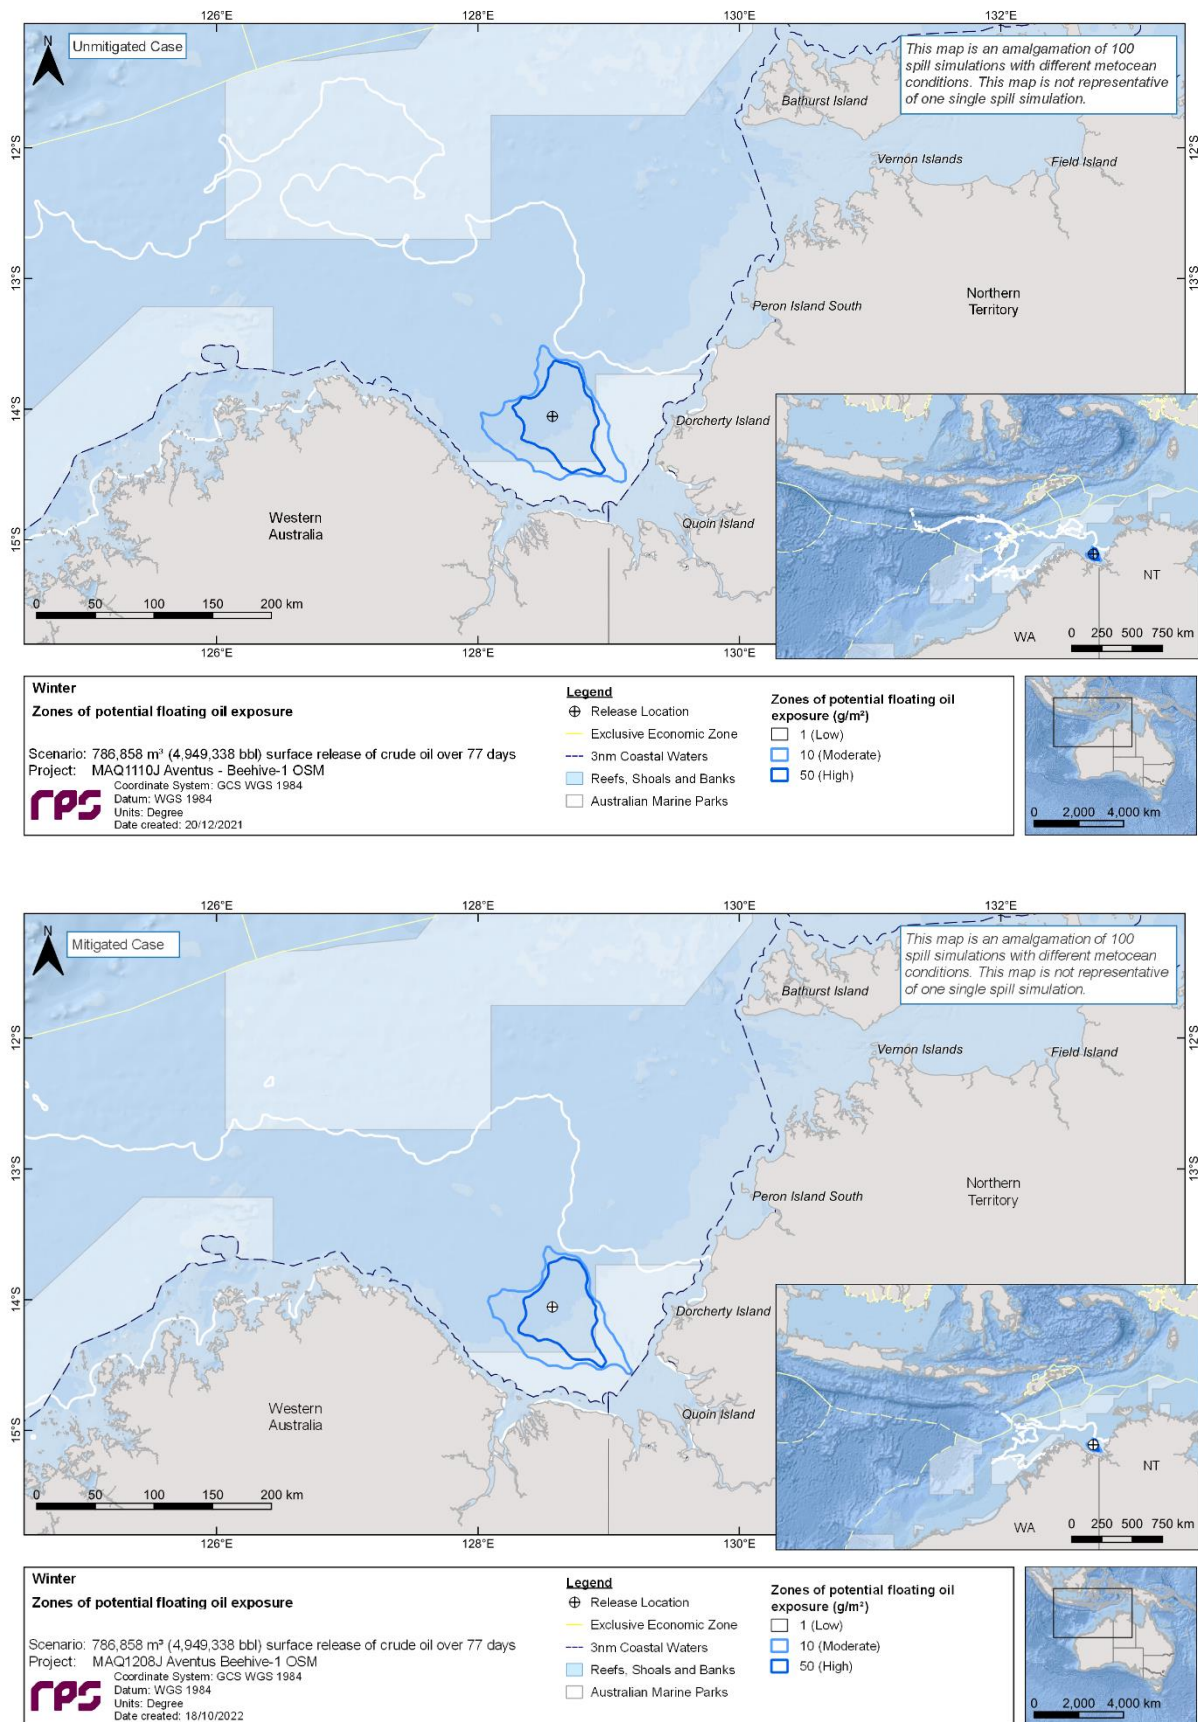 126°E 128°E 130°E 132°E
N
Unmitigated Case
This map is an amalgamation of 100
spill simulations with different metocean
conditions. This map is not representative
of one single spill simulation.
Bathurst Island
12°S 12°S
Vernon Islands
Field Island
13°S 13°S
Peron Island South
Northern
Territory
14°S
Dorcherty Island
Western
Australia
Quoin Island
15°S
NT
WA
0 50 100 150 200 km
0 250 500 750 km
126°E 128°E 130°E
Winter
Zones of potential floating oil exposure
Scenario: 786,858 m³ (4,949,338 bbl) surface release of crude oil over 77 days
Project: MAQ1110J Aventus - Beehive-1 OSM
rps
Coordinate System: GCS WGS 1984
Datum: WGS 1984
Units: Degree
Date created: 20/12/2021
Legend
Release Location
Exclusive Economic Zone
3nm Coastal Waters
Reefs, Shoals and Banks
Australian Marine Parks
Zones of potential floating oil
exposure (g/m²)
1 (Low)
10 (Moderate)
50 (High)
0 2,000 4,000 km
126°E 128°E 130°E 132°E
N
Mitigated Case
This map is an amalgamation of 100
spill simulations with different metocean
conditions. This map is not representative
of one single spill simulation.
Bathurst Island
12°S 12°S
Vernon Islands
Field Island
13°S 13°S
Peron Island South
Northern
Territory
14°S
Dorcherty Island
Western
Australia
Quoin Island
15°S
NT
WA
0 50 100 150 200 km
0 250 500 750 km
126°E 128°E 130°E
Winter
Zones of potential floating oil exposure
Scenario: 786,858 m³ (4,949,338 bbl) surface release of crude oil over 77 days
Project: MAQ1208J Aventus Beehive-1 OSM
rps
Coordinate System: GCS WGS 1984
Datum: WGS 1984
Units: Degree
Date created: 18/10/2022
Legend
Release Location
Exclusive Economic Zone
3nm Coastal Waters
Reefs, Shoals and Banks
Australian Marine Parks
Zones of potential floating oil
exposure (g/m²)
1 (Low)
10 (Moderate)
50 (High)
0 2,000 4,000 km